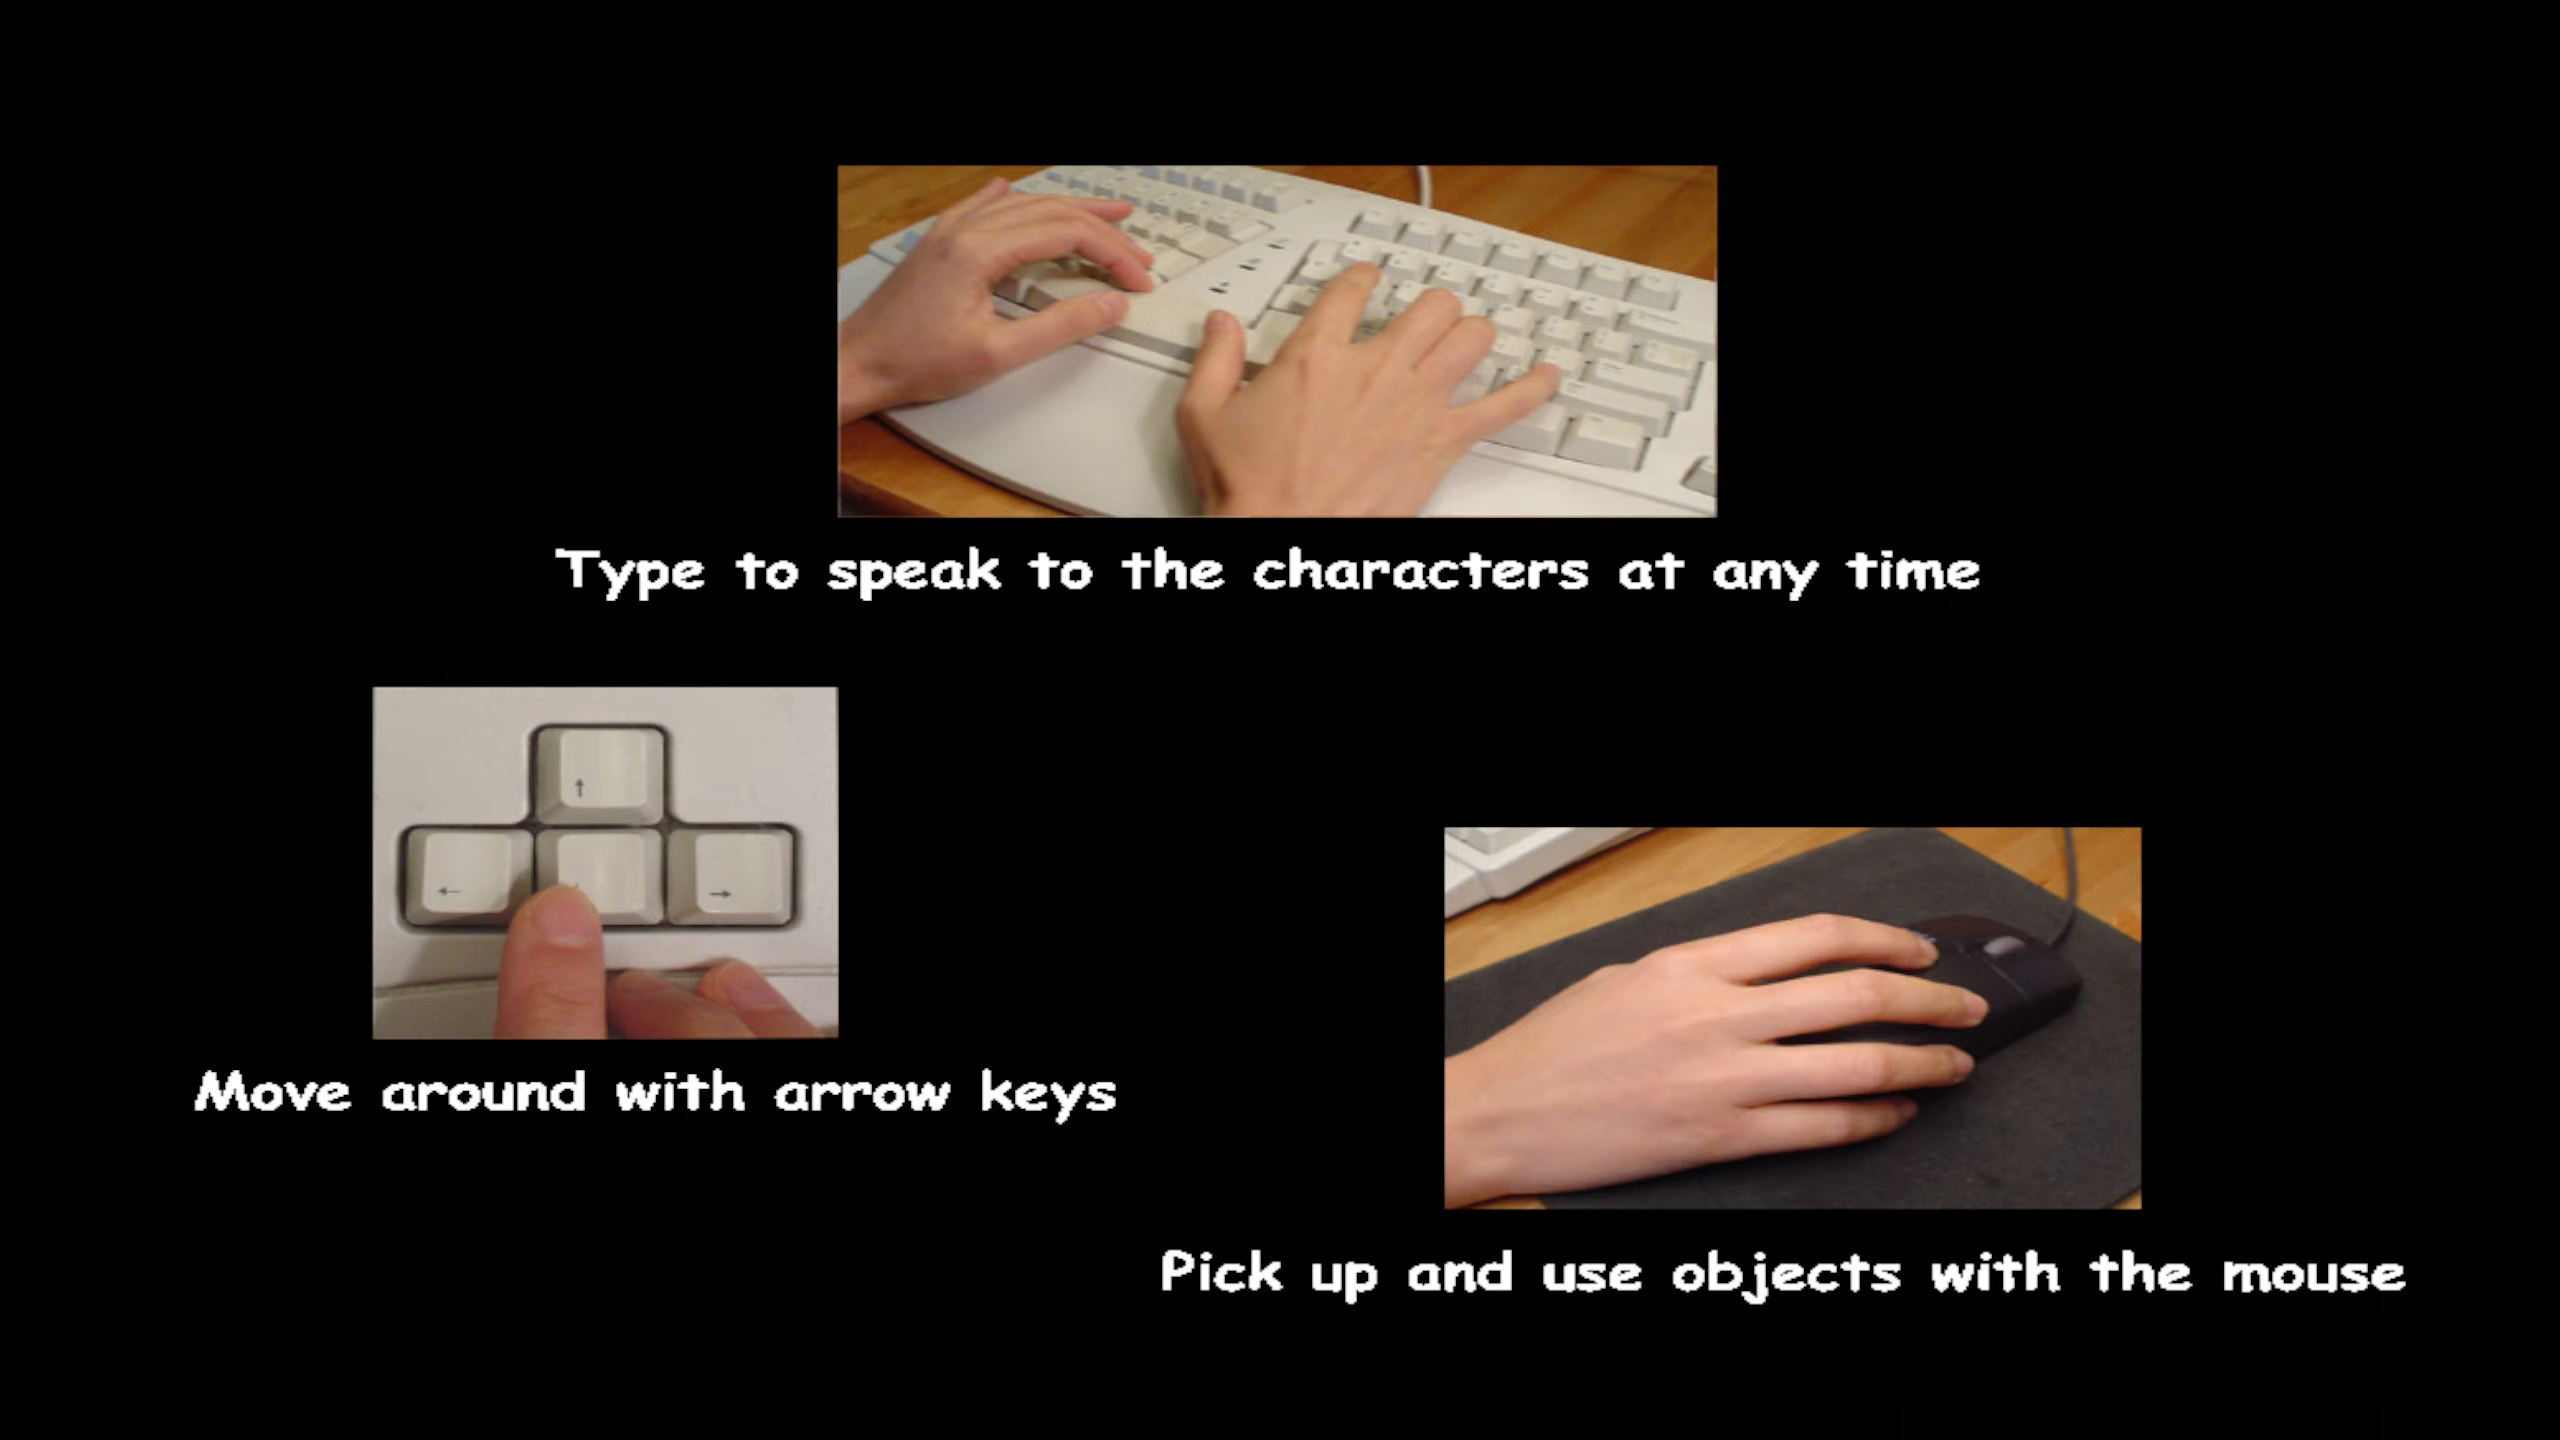 Type to speak to the characters at any time
Move around with arrow keys
Pick up and use objects with the mouse